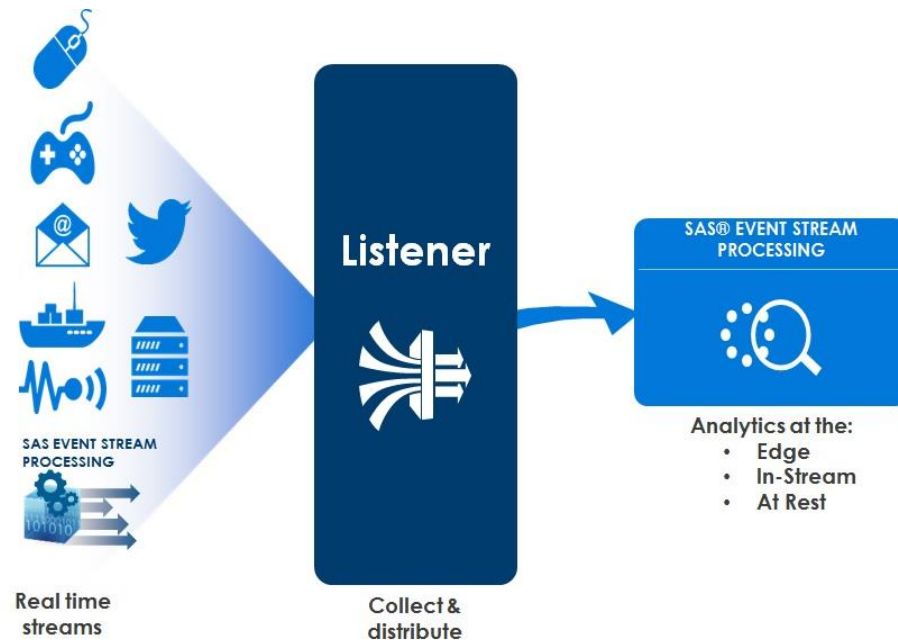 @
SAS EVENT STREAM
PROCESSING
101010
Real time
streams
Listener
Collect &
distribute
SAS® EVENT STREAM
PROCESSING
Analytics at the:
• Edge
• In-Stream
• At Rest